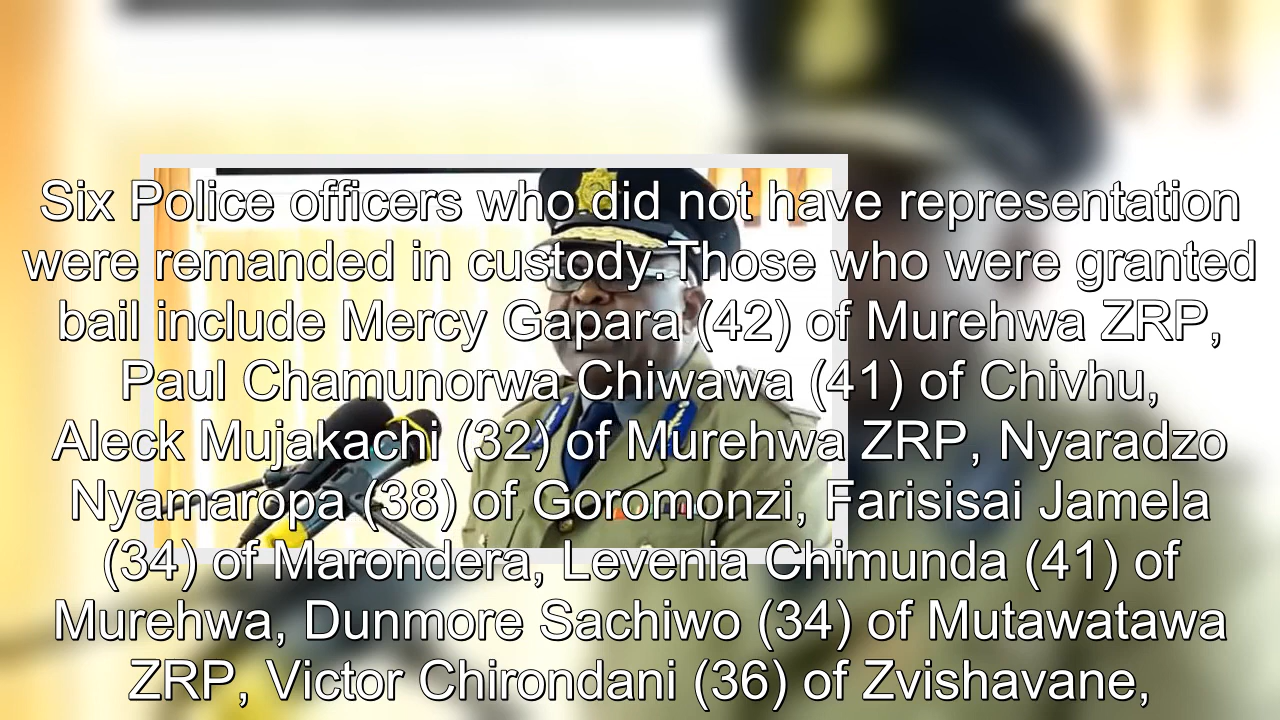 Six Police officers who did not have representation
were remanded in custody.Those who were granted
bail include Mercy Gapara (42) of Murehwa ZRP,
Paul Chamunorwa Chiwawa (41) of Chivhu,
Aleck Mujakachi (32) of Murehwa ZRP, Nyaradzo
Nyamaropa (38) of Goromonzi, Farisisai Jamela
(34) of Marondera, Levenia Chimunda (41) of
Murehwa, Dunmore Sachiwo (34) of Mutawatawa
ZRP, Victor Chirondani (36) of Zvishavane,